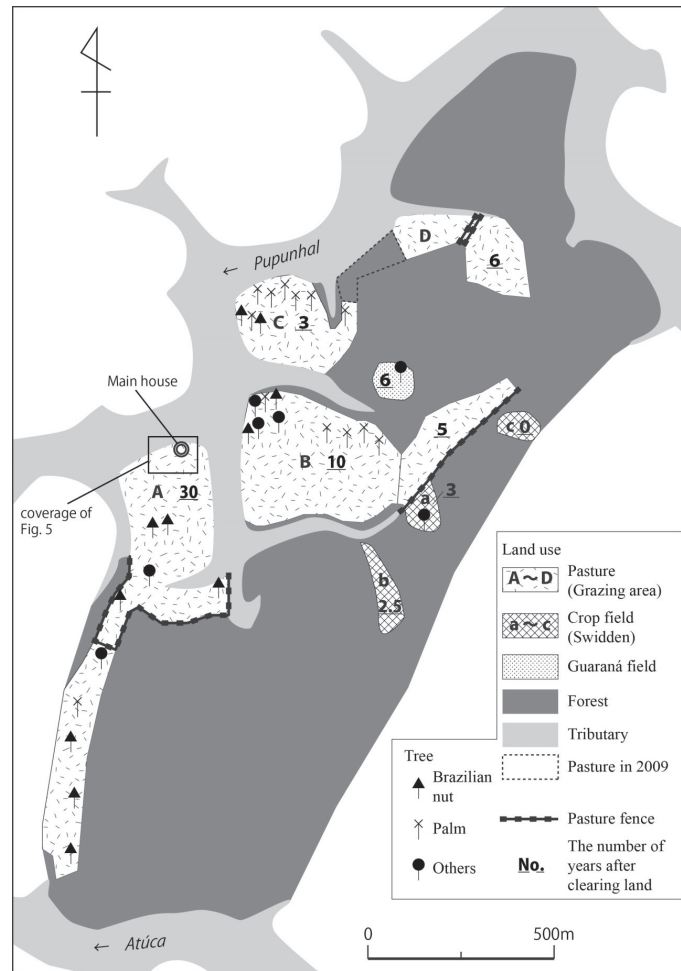 ← Pupunhal
D
6
C 3
Main house
6
5
c 0
B 10
A 30
coverage of
Fig. 5
a 3
b
2.5
Land use
A～D
Pasture
(Grazing area)
a～c
Crop field
(Swidden)
Guaraná field
Forest
Tributary
Pasture in 2009
Tree
Brazilian
nut
Palm
Others
Pasture fence
No.
The number of
years after
clearing land
0 500m
← Atúca